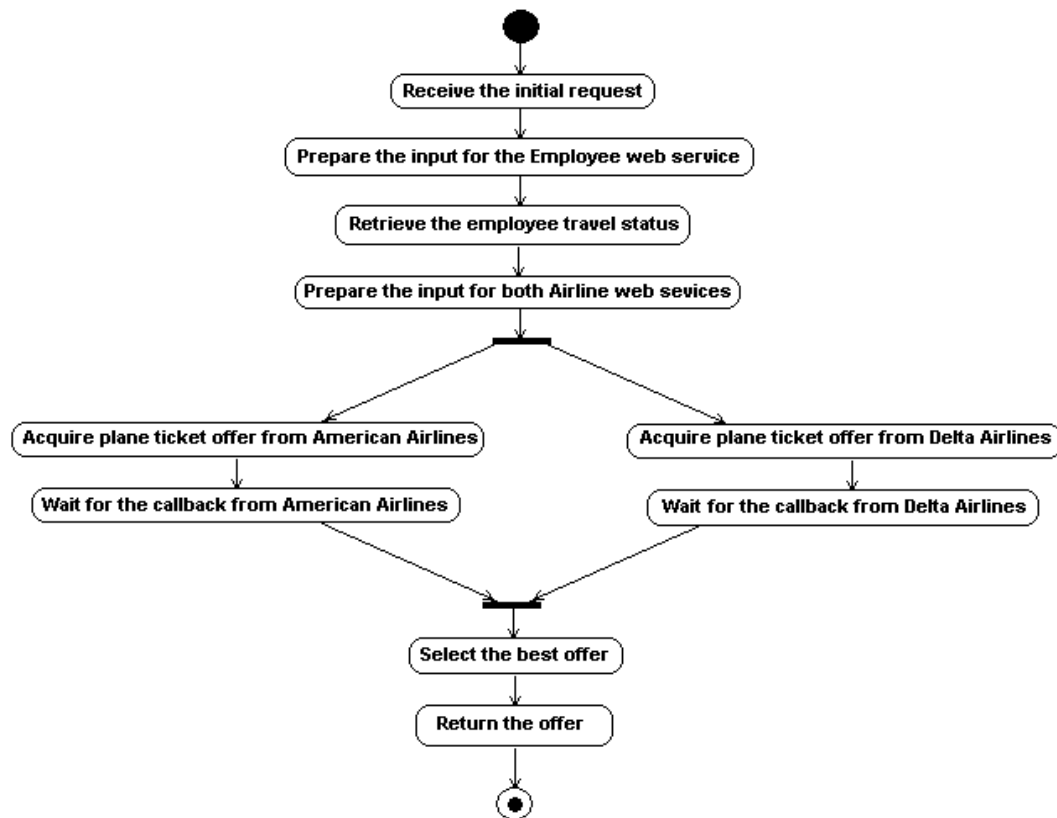 Receive the initial request
Prepare the input for the Employee web service
Retrieve the employee travel status
Prepare the input for both Airline web sevices
Acquire plane ticket offer from American Airlines
Acquire plane ticket offer from Delta Airlines
Wait for the callback from American Airlines
Wait for the callback from Delta Airlines
Select the best offer
Return the offer